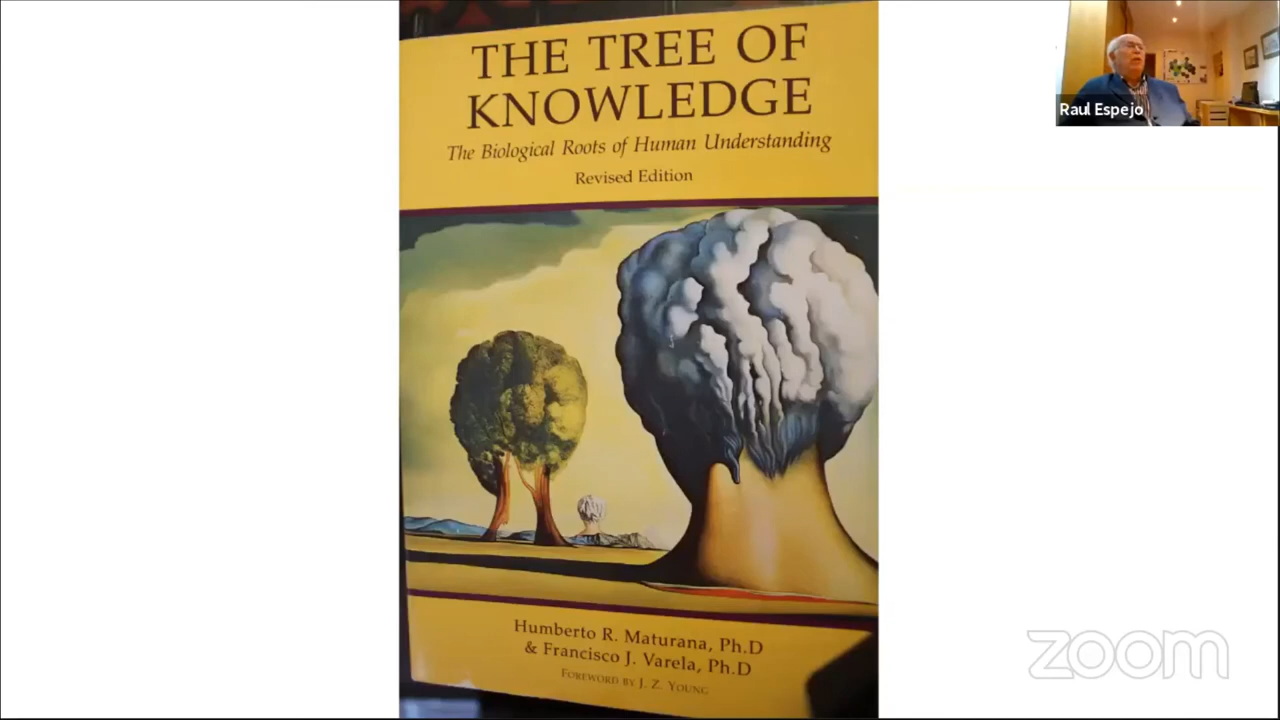 THE TREE OF
KNOWLEDGE
The Biological Roots of Human Understanding
Revised Edition
Humberto R. Maturana, Ph.D
& Francisco J. Varela, Ph.D
FOREWORD BY J. Z. YOUNG
Raul Espejo
zoom